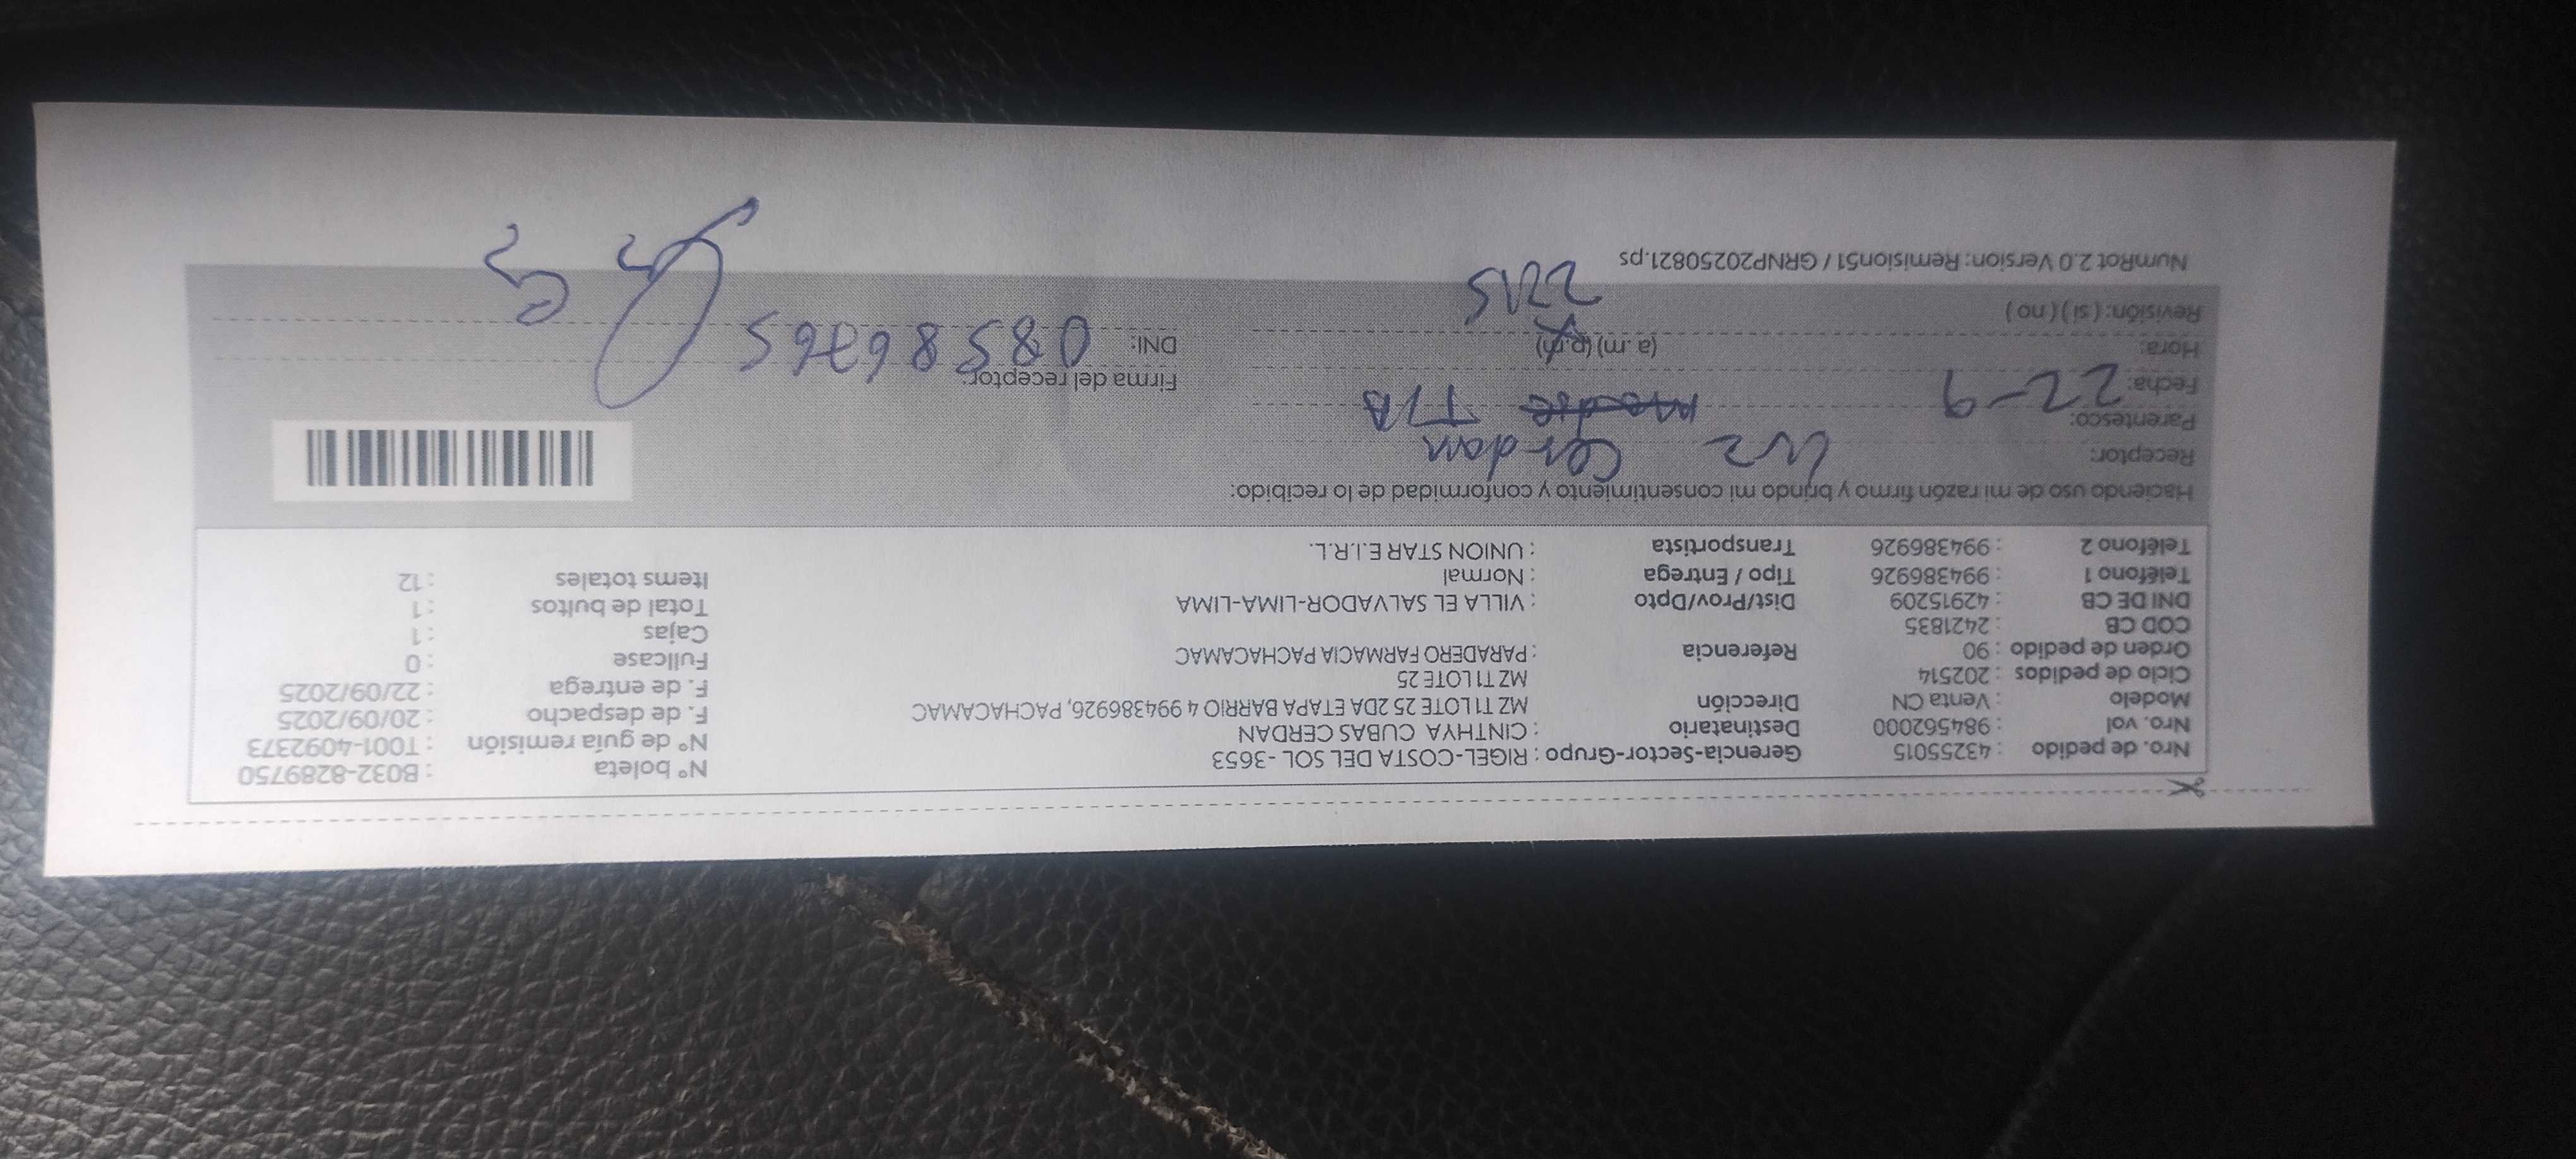 Nro. de pedido : 43255015 Gerencia-Sector-Grupo : RIGEL-COSTA DEL SOL -3653 N° boleta : B032-8289750
Nro. vol : 984562000 Destinatario : CINTHYA CUBAS CERDAN N° de guía remisión : T001-4092373
Modelo : Venta CN Dirección MZ T1 LOTE 25 2DA ETAPA BARRIO 4 994386926, PACHACAMAC F. de despacho : 20/09/2025
Ciclo de pedidos : 202514 MZ T1 LOTE 25 F. de entrega : 22/09/2025
Orden de pedido : 90 Referencia : PARADERO FARMACIA PACHACAMAC Fullcase : 0
COD CB : 2421835 Cajas : 1
DNI DE CB : 42915209 Dist/Prov/Dpto : VILLA EL SALVADOR-LIMA-LIMA Total de bultos : 1
Teléfono 1 : 994386926 Tipo / Entrega : Normal Items totales : 12
Teléfono 2 : 994386926 Transportista : UNION STAR E.I.R.L.
Haciendo uso de mi razón firmo y brindo mi consentimiento y conformidad de lo recibido:
Receptor: Luz Cerdan
Parentesco: madre TIA
Fecha: 22-9 Firma del receptor:
Hora: (a.m) (p.m) DNI: 08586765
Revisión: ( si ) ( no ) 2215
NumRot 2.0 Version: Remision51 / GRNP20250821.ps